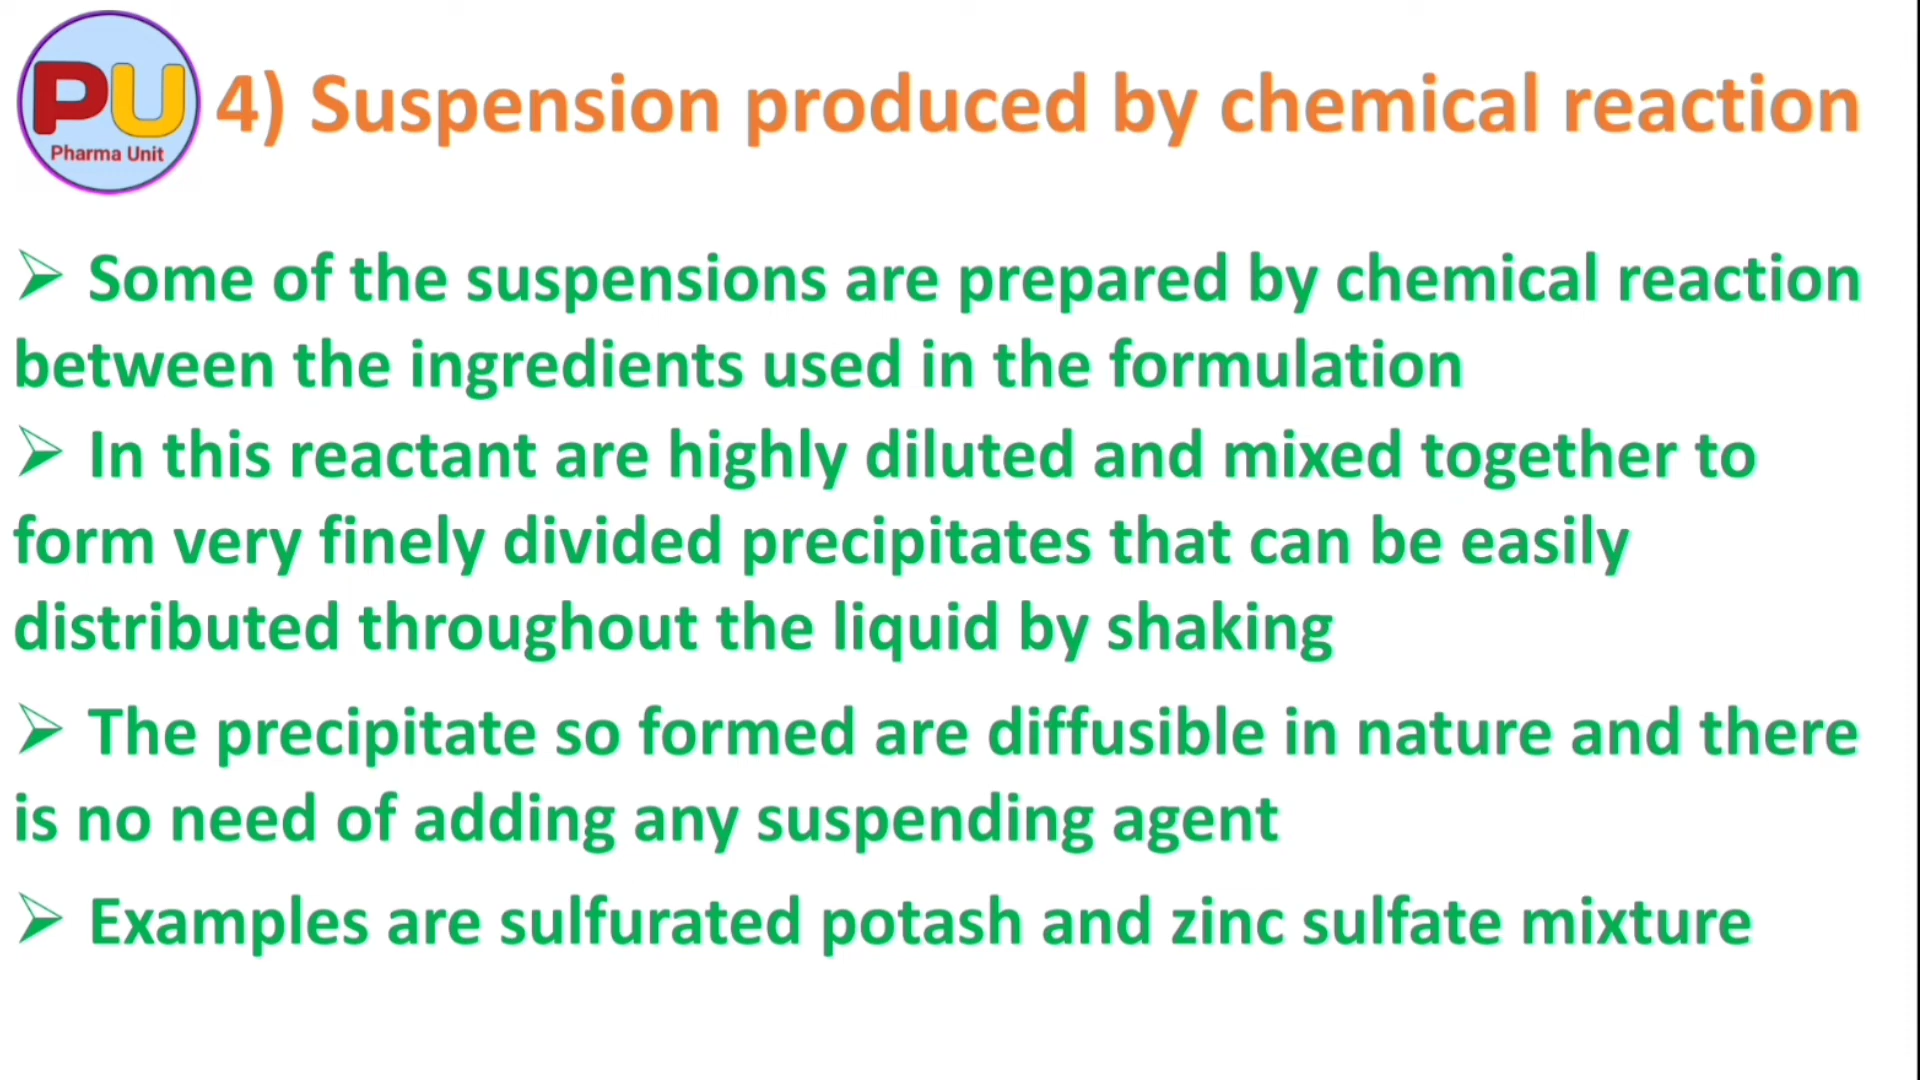 PU
Pharma Unit
4) Suspension produced by chemical reaction
➢ Some of the suspensions are prepared by chemical reaction
between the ingredients used in the formulation
➢ In this reactant are highly diluted and mixed together to
form very finely divided precipitates that can be easily
distributed throughout the liquid by shaking
➢ The precipitate so formed are diffusible in nature and there
is no need of adding any suspending agent
➢ Examples are sulfurated potash and zinc sulfate mixture